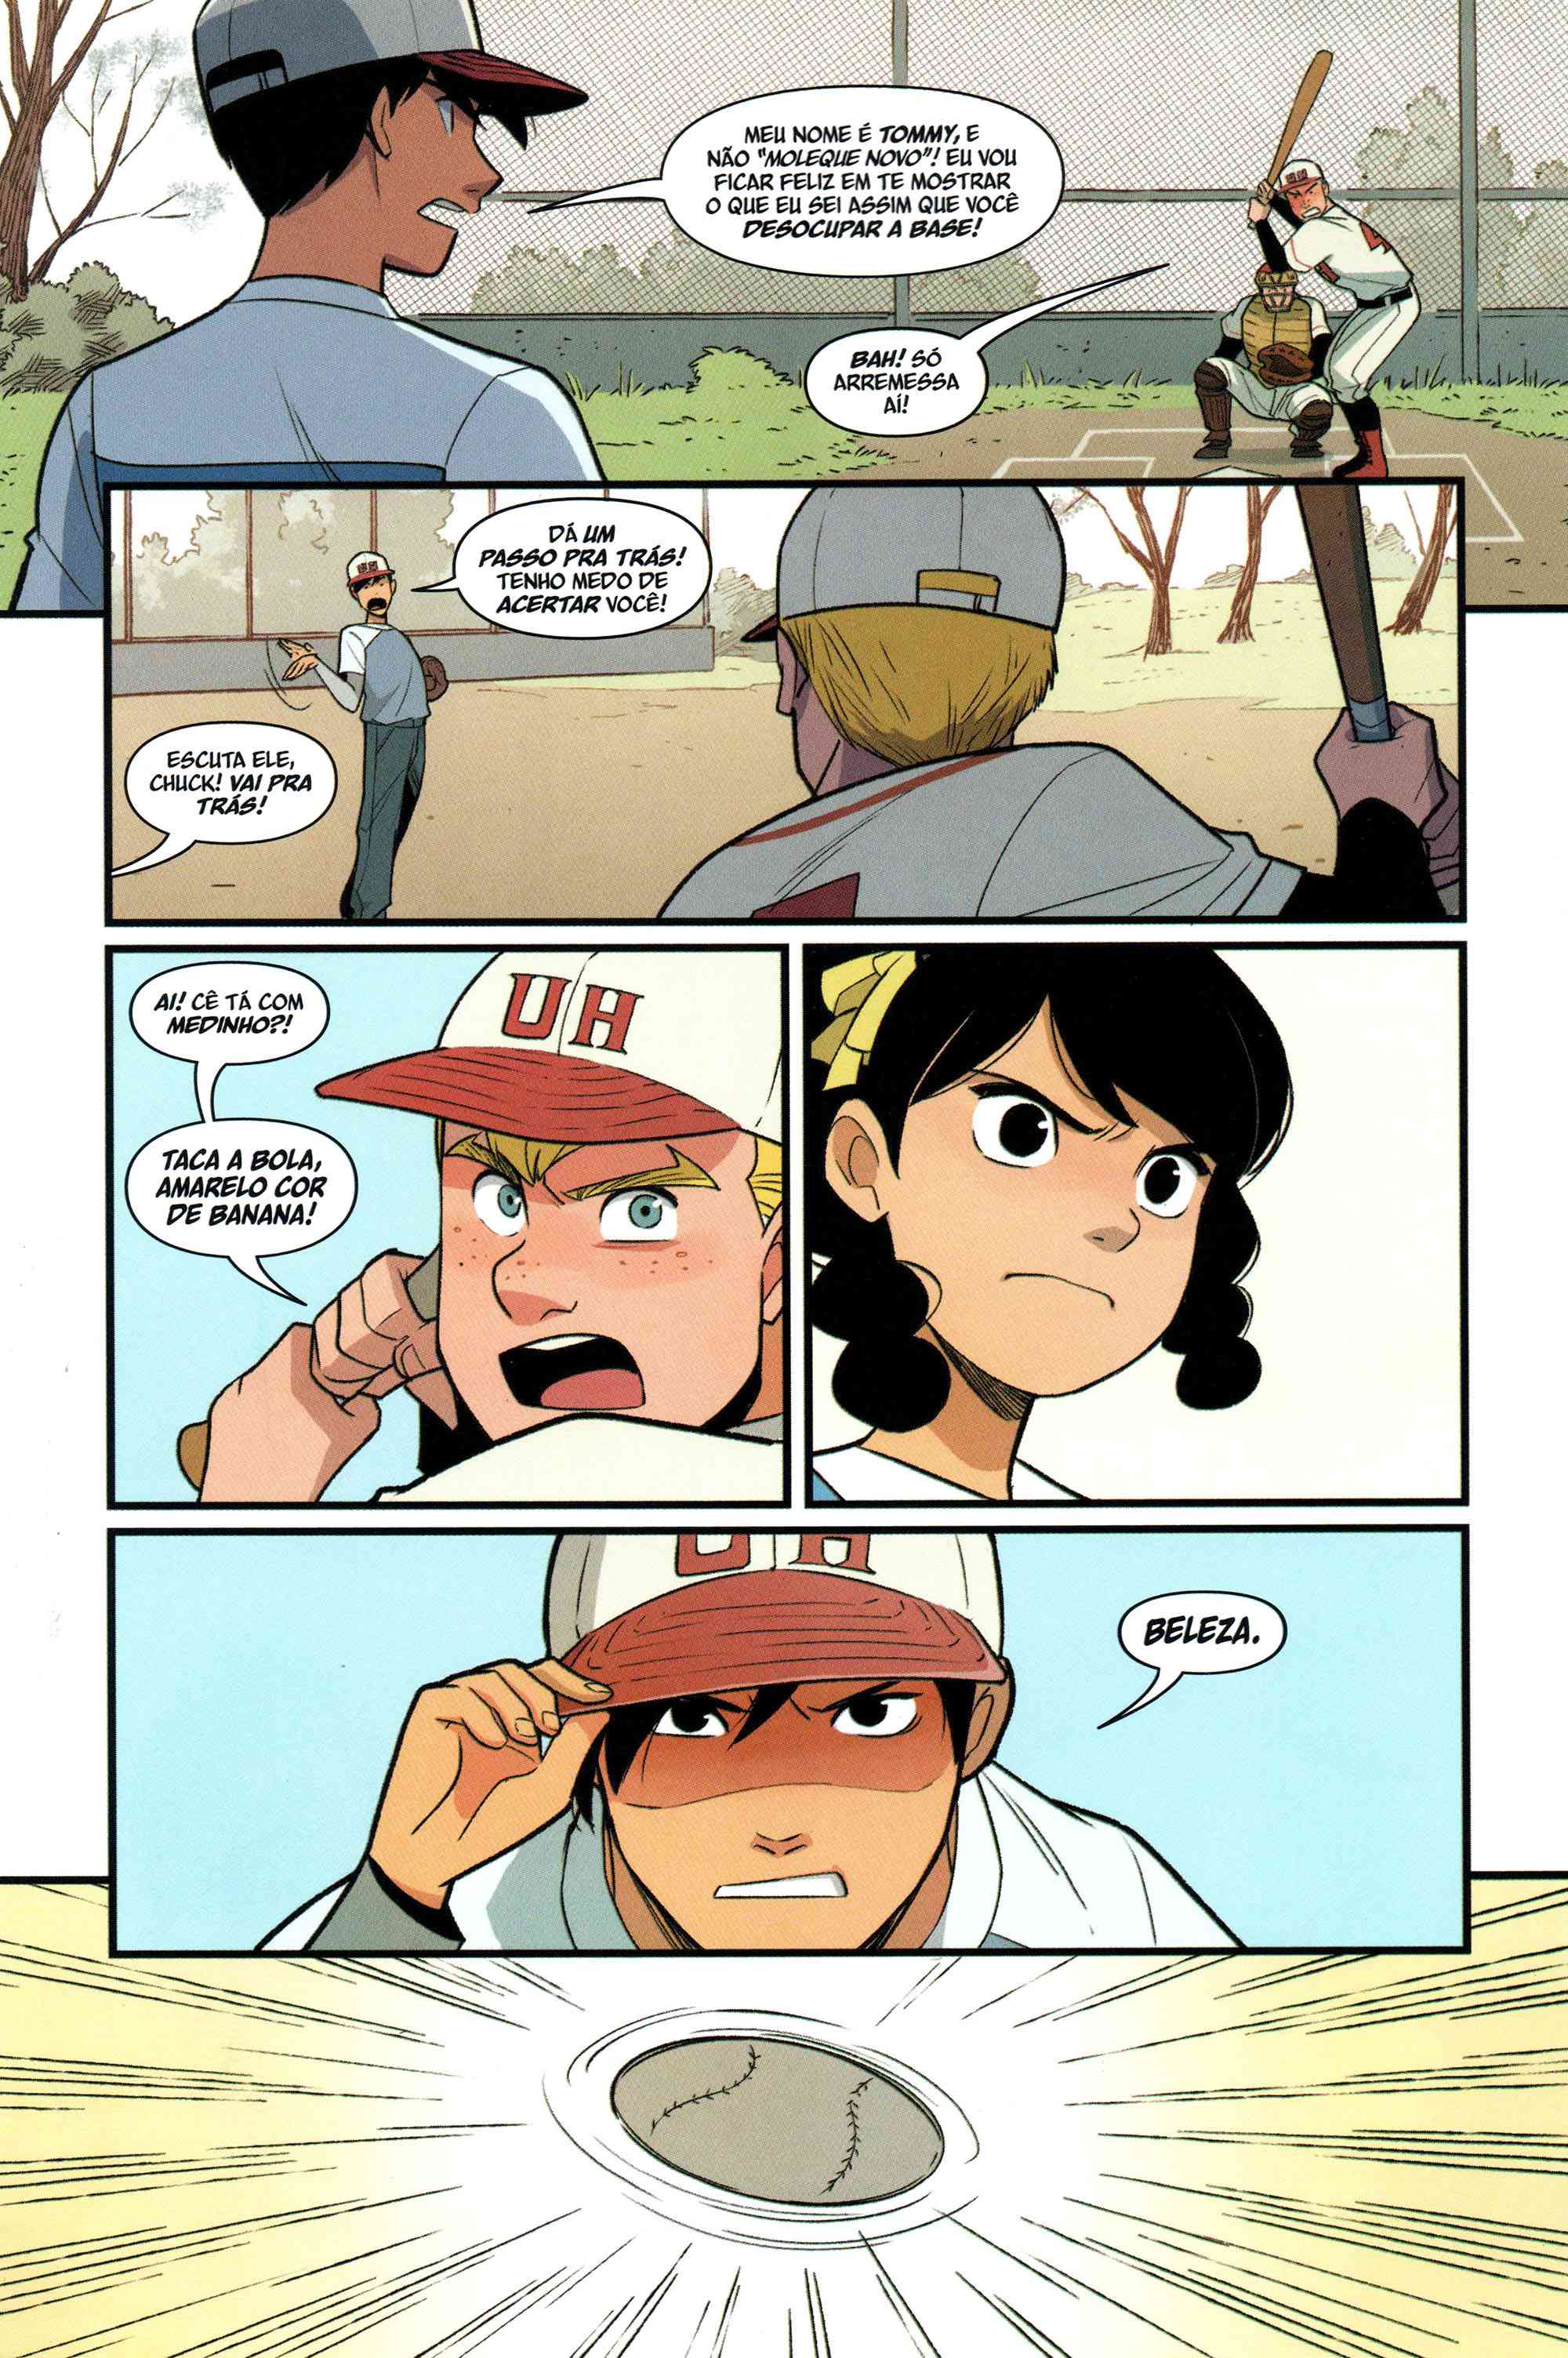 MEU NOME É TOMMY, E
NÃO "MOLEQUE NOVO"! EU VOU
FICAR FELIZ EM TE MOSTRAR
O QUE EU SEI ASSIM QUE VOCÊ
DESOCUPAR A BASE!
UH
BAH! SÓ
ARREMESSA
AÍ!
DÁ UM
PASSO PRA TRÁS!
TENHO MEDO DE
ACERTAR VOCÊ!
UH
ESCUTA ELE,
CHUCK! VAI PRA
TRÁS!
AI! CÊ TÁ COM
MEDINHO?!
UH
TACA A BOLA,
AMARELO COR
DE BANANA!
UH
BELEZA.